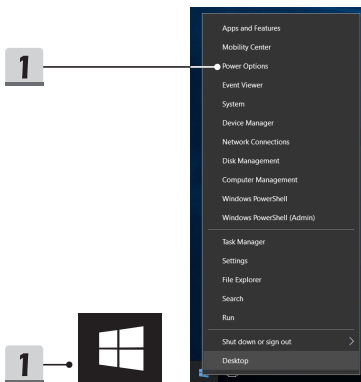 Apps and Features
Mobility Center
1
Power Options
Event Viewer
System
Device Manager
Network Connections
Disk Management
Computer Management
Windows PowerShell
Windows PowerShell (Admin)
Task Manager
Settings
File Explorer
Search
Run
Shut down or sign out
1
Desktop